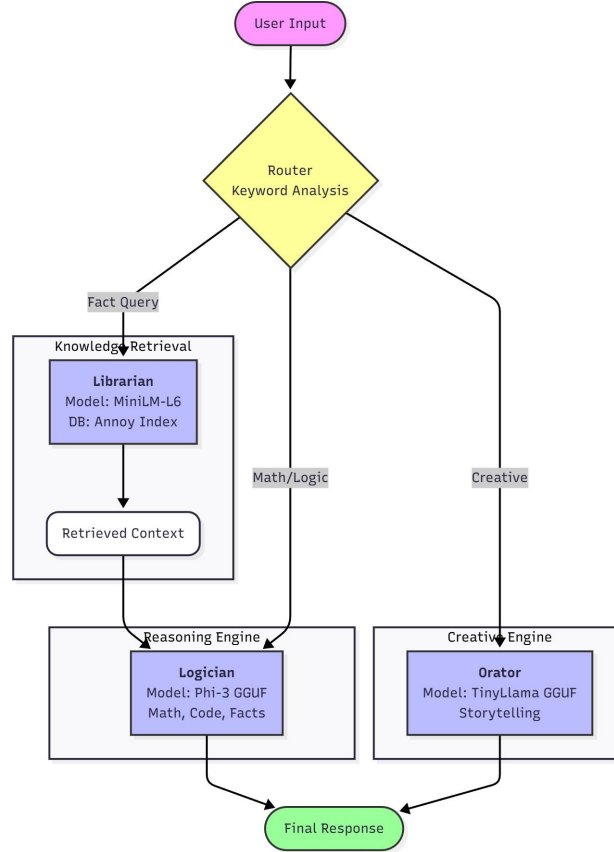 User Input
Router
Keyword Analysis
Fact Query
Knowledge Retrieval
Librarian
Model: MiniLM-L6
DB: Annoy Index
Math/Logic
Creative
Retrieved Context
Reasoning Engine
Logician
Model: Phi-3 GGUF
Math, Code, Facts
Creative Engine
Orator
Model: TinyLlama GGUF
Storytelling
Final Response